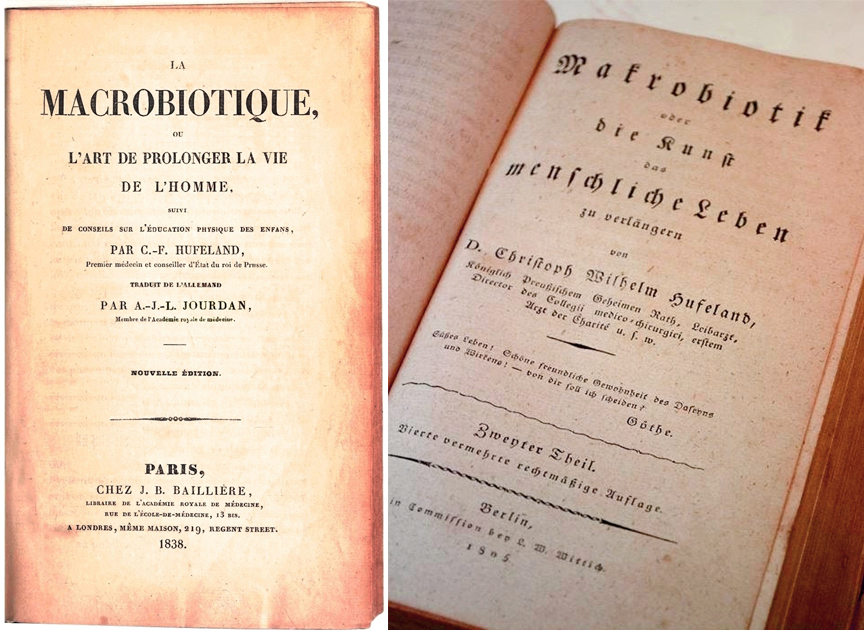 LA
MACROBIOTIQUE,
OU
L'ART DE PROLONGER LA VIE
DE L'HOMME,
SUIVI
DE CONSEILS SUR L'ÉDUCATION PHYSIQUE DES ENFANS,
PAR C.-F. HUFELAND,
Premier médecin et conseiller d'État du roi de Prusse.
TRADUIT DE L'ALLEMAND
PAR A.-J.-L. JOURDAN,
Membre de l'Académie royale de médecine.
NOUVELLE ÉDITION.
PARIS,
CHEZ J. B. BAILLIÈRE,
LIBRAIRE DE L'ACADÉMIE ROYALE DE MÉDECINE,
RUE DE L'ÉCOLE-DE-MÉDECINE, 13 BIS.
A LONDRES, MÊME MAISON, 219, REGENT STREET.
1838.
Makrobiotik
oder
die Kunſt
das
menſchliche Leben
zu verlängern
von
D. Chriſtoph Wilhelm Hufeland,
Königlich Preußiſchem Geheimen Rath, Leibarzt,
Director des Collegii medico-chirurgici, erſtem
Arzt der Charité u. ſ. w.
Süßes Leben! Schöne freundliche Gewohnheit des Daſeyns
und Wirkens! — von dir ſoll ich ſcheiden?
Göthe.
Zweyter Theil.
Vierte vermehrte rechtmäßige Auflage.
Berlin,
in Commiſſion bey L. W. Wittich.
1805